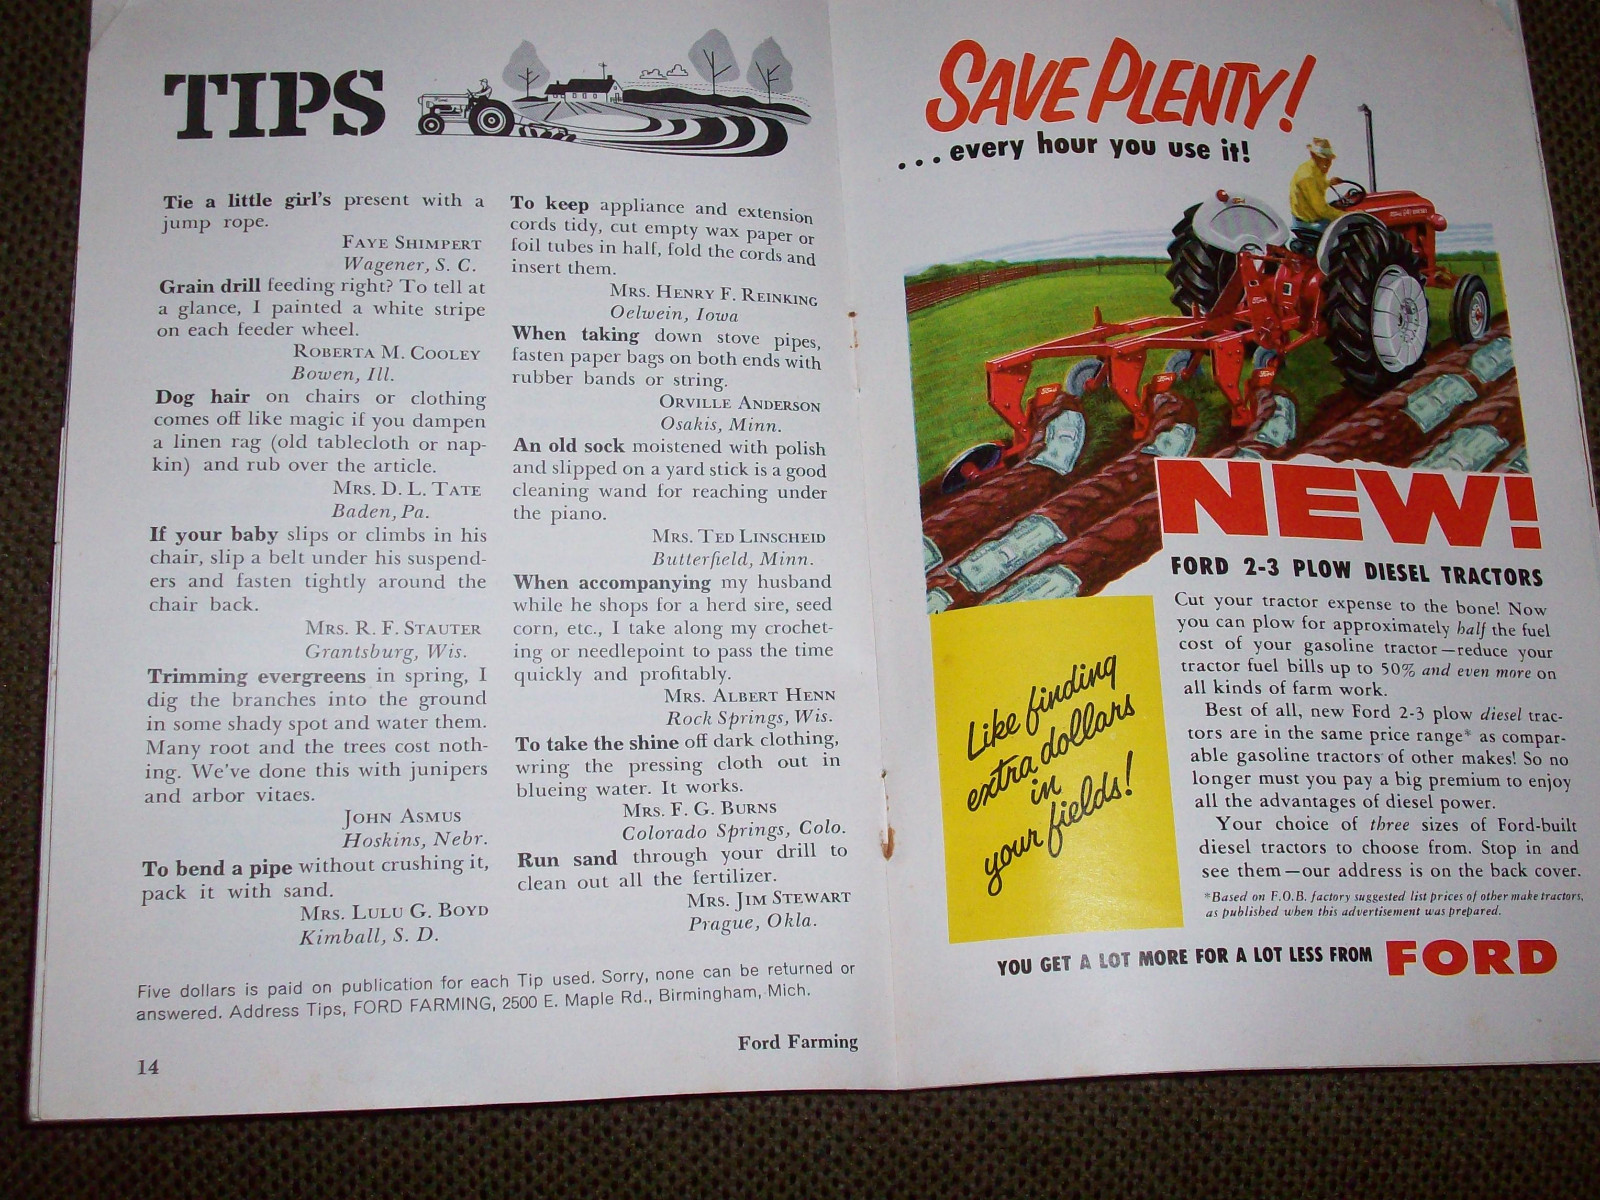 TIPS
Tie a little girl's present with a
jump rope.
FAYE SHIMPERT
Wagener, S. C.
Grain drill feeding right? To tell at
a glance, I painted a white stripe
on each feeder wheel.
ROBERTA M. COOLEY
Bowen, Ill.
Dog hair on chairs or clothing
comes off like magic if you dampen
a linen rag (old tablecloth or nap-
kin) and rub over the article.
MRS. D. L. TATE
Baden, Pa.
If your baby slips or climbs in his
chair, slip a belt under his suspend-
ers and fasten tightly around the
chair back.
MRS. R. F. STAUTER
Grantsburg, Wis.
Trimming evergreens in spring, I
dig the branches into the ground
in some shady spot and water them.
Many root and the trees cost noth-
ing. We've done this with junipers
and arbor vitaes.
JOHN ASMUS
Hoskins, Nebr.
To bend a pipe without crushing it,
pack it with sand.
MRS. LULU G. BOYD
Kimball, S. D.
To keep appliance and extension
cords tidy, cut empty wax paper or
foil tubes in half, fold the cords and
insert them.
MRS. HENRY F. REINKING
Oelwein, Iowa
When taking down stove pipes,
fasten paper bags on both ends with
rubber bands or string.
ORVILLE ANDERSON
Osakis, Minn.
An old sock moistened with polish
and slipped on a yard stick is a good
cleaning wand for reaching under
the piano.
MRS. TED LINSCHEID
Butterfield, Minn.
When accompanying my husband
while he shops for a herd sire, seed
corn, etc., I take along my crochet-
ing or needlepoint to pass the time
quickly and profitably.
MRS. ALBERT HENN
Rock Springs, Wis.
To take the shine off dark clothing,
wring the pressing cloth out in
blueing water. It works.
MRS. F. G. BURNS
Colorado Springs, Colo.
Run sand through your drill to
clean out all the fertilizer.
MRS. JIM STEWART
Prague, Okla.
Five dollars is paid on publication for each Tip used. Sorry, none can be returned or
answered. Address Tips, FORD FARMING, 2500 E. Maple Rd., Birmingham, Mich.
Ford Farming
14
SAVE PLENTY!
...every hour you use it!
Ford
Ford
Ford
Ford
NEW!
FORD 2-3 PLOW DIESEL TRACTORS
Cut your tractor expense to the bone! Now
you can plow for approximately half the fuel
cost of your gasoline tractor—reduce your
tractor fuel bills up to 50% and even more on
all kinds of farm work.
Best of all, new Ford 2-3 plow diesel trac-
tors are in the same price range* as compar-
able gasoline tractors of other makes! So no
longer must you pay a big premium to enjoy
all the advantages of diesel power.
Your choice of three sizes of Ford-built
diesel tractors to choose from. Stop in and
see them—our address is on the back cover.
*Based on F.O.B. factory suggested list prices of other make tractors,
as published when this advertisement was prepared.
Like finding
extra dollars
in
your fields!
YOU GET A LOT MORE FOR A LOT LESS FROM FORD